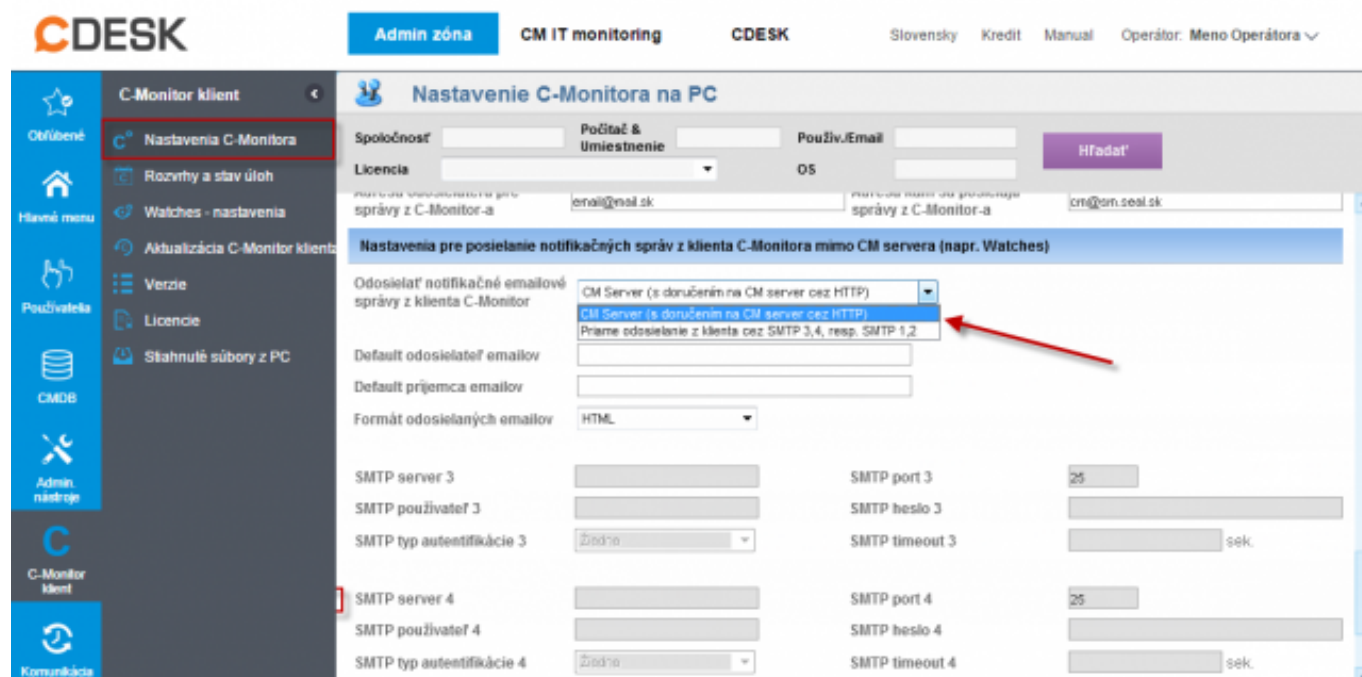 CDESK
Admin zóna
CM IT monitoring
CDESK
Slovensky
Kredit
Manual
Operátor: Meno Operátora
Obľúbené
Hlavné menu
Používatelia
CMDB
Admin. nástroje
C-Monitor klient
Komunikácia
C-Monitor klient
Nastavenia C-Monitora
Rozvrhy a stav úloh
Watches - nastavenia
Aktualizácia C-Monitor klienta
Verzie
Licencie
Stiahnuté súbory z PC
Nastavenie C-Monitora na PC
Spoločnosť
Počítač & Umiestnenie
Použív./Email
Hľadať
Licencia
OS
Adresa odosielateľa pre
správy z C-Monitor-a
email@mail.sk
Adresa kam sa posielajú
správy z C-Monitor-a
cm@sm.seal.sk
Nastavenia pre posielanie notifikačných správ z klienta C-Monitora mimo CM servera (napr. Watches)
Odosielať notifikačné emailové
správy z klienta C-Monitor
CM Server (s doručením na CM server cez HTTP)
CM Server (s doručením na CM server cez HTTP)
Priame odosielanie z klienta cez SMTP 3,4, resp. SMTP 1,2
Default odosielateľ emailov
Default príjemca emailov
Formát odosielaných emailov
HTML
SMTP server 3
SMTP port 3
25
SMTP používateľ 3
SMTP heslo 3
SMTP typ autentifikácie 3
Žiadna
SMTP timeout 3
sek.
SMTP server 4
SMTP port 4
25
SMTP používateľ 4
SMTP heslo 4
SMTP typ autentifikácie 4
Žiadna
SMTP timeout 4
sek.